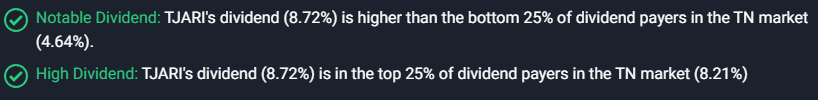 Notable Dividend: TJARI's dividend (8.72%) is higher than the bottom 25% of dividend payers in the TN market
(4.64%).
High Dividend: TJARI's dividend (8.72%) is in the top 25% of dividend payers in the TN market (8.21%)